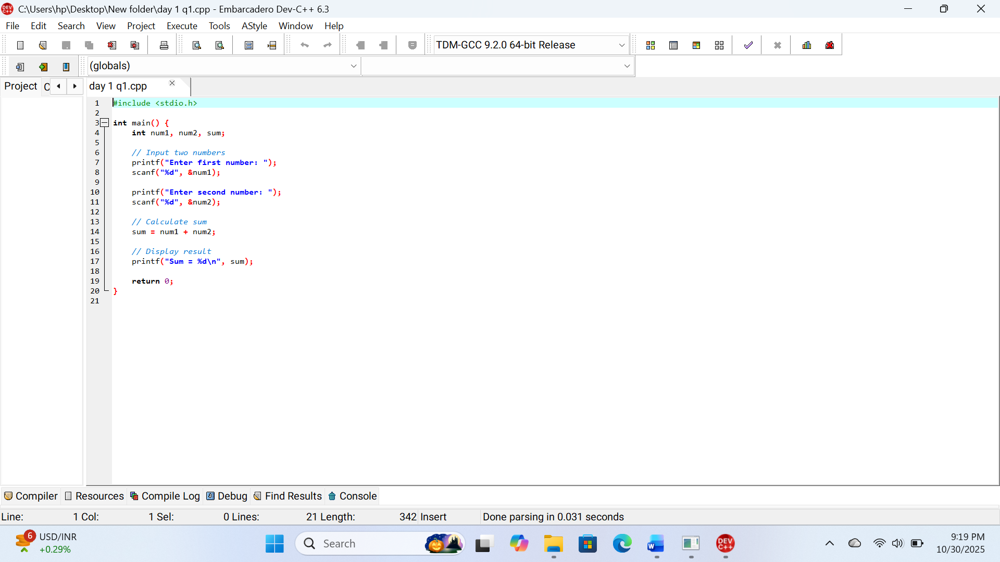 C:\Users\hp\Desktop\New folder\day 1 q1.cpp - Embarcadero Dev-C++ 6.3
File Edit Search View Project Execute Tools AStyle Window Help
TDM-GCC 9.2.0 64-bit Release
(globals)
Project C day 1 q1.cpp
1 #include <stdio.h>
2
3 int main() {
4     int num1, num2, sum;
5
6     // Input two numbers
7     printf("Enter first number: ");
8     scanf("%d", &num1);
9
10     printf("Enter second number: ");
11     scanf("%d", &num2);
12
13     // Calculate sum
14     sum = num1 + num2;
15
16     // Display result
17     printf("Sum = %d\n", sum);
18
19     return 0;
20 }
21
Compiler Resources Compile Log Debug Find Results Console
Line: 1 Col: 1 Sel: 0 Lines: 21 Length: 342 Insert Done parsing in 0.031 seconds
6 USD/INR
+0.29%
Search
DEV C++
9:19 PM
10/30/2025